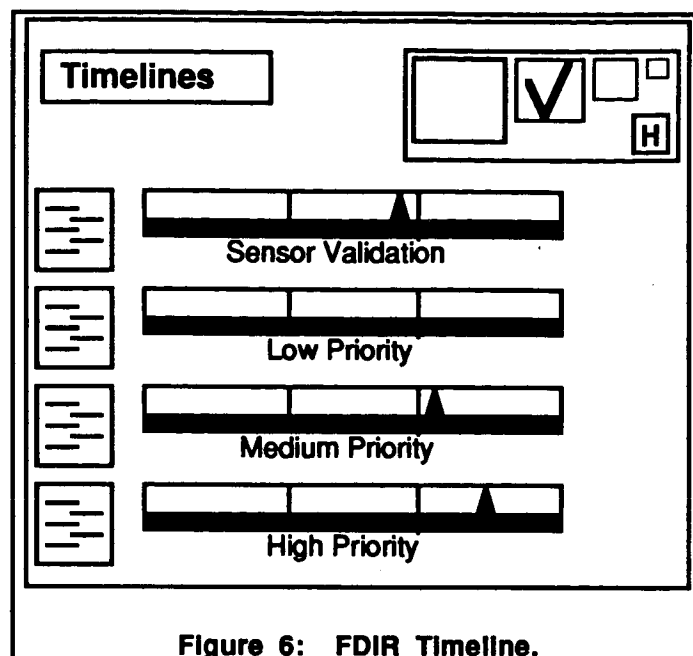 Timelines
H
Sensor Validation
Low Priority
Medium Priority
High Priority
Figure 6: FDIR Timeline.